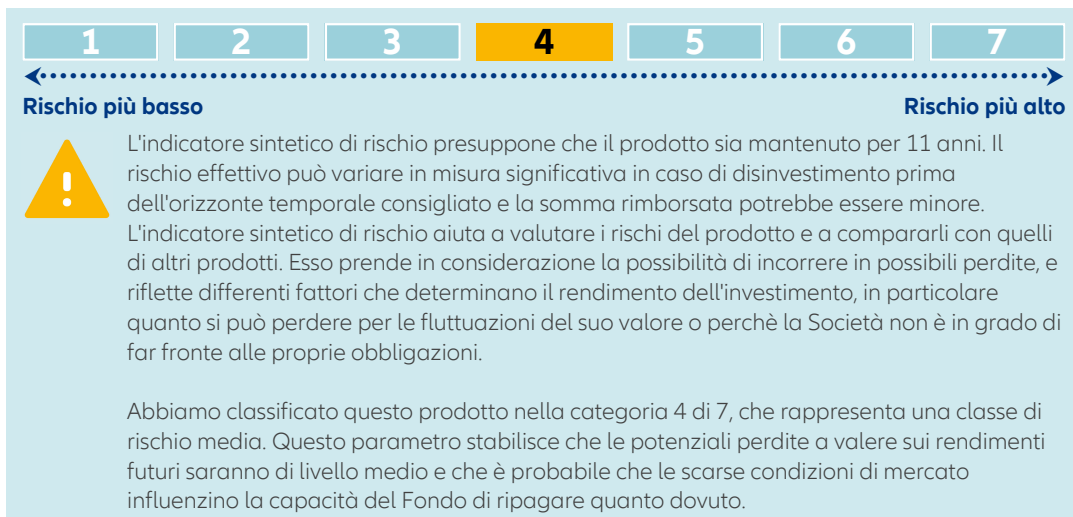 1 2 3 4 5 6 7
Rischio più basso Rischio più alto
L'indicatore sintetico di rischio presuppone che il prodotto sia mantenuto per 11 anni. Il
rischio effettivo può variare in misura significativa in caso di disinvestimento prima
dell'orizzonte temporale consigliato e la somma rimborsata potrebbe essere minore.
L'indicatore sintetico di rischio aiuta a valutare i rischi del prodotto e a compararli con quelli
di altri prodotti. Esso prende in considerazione la possibilità di incorrere in possibili perdite, e
riflette differenti fattori che determinano il rendimento dell'investimento, in particolare
quanto si può perdere per le fluttuazioni del suo valore o perchè la Società non è in grado di
far fronte alle proprie obbligazioni.
Abbiamo classificato questo prodotto nella categoria 4 di 7, che rappresenta una classe di
rischio media. Questo parametro stabilisce che le potenziali perdite a valere sui rendimenti
futuri saranno di livello medio e che è probabile che le scarse condizioni di mercato
influenzino la capacità del Fondo di ripagare quanto dovuto.